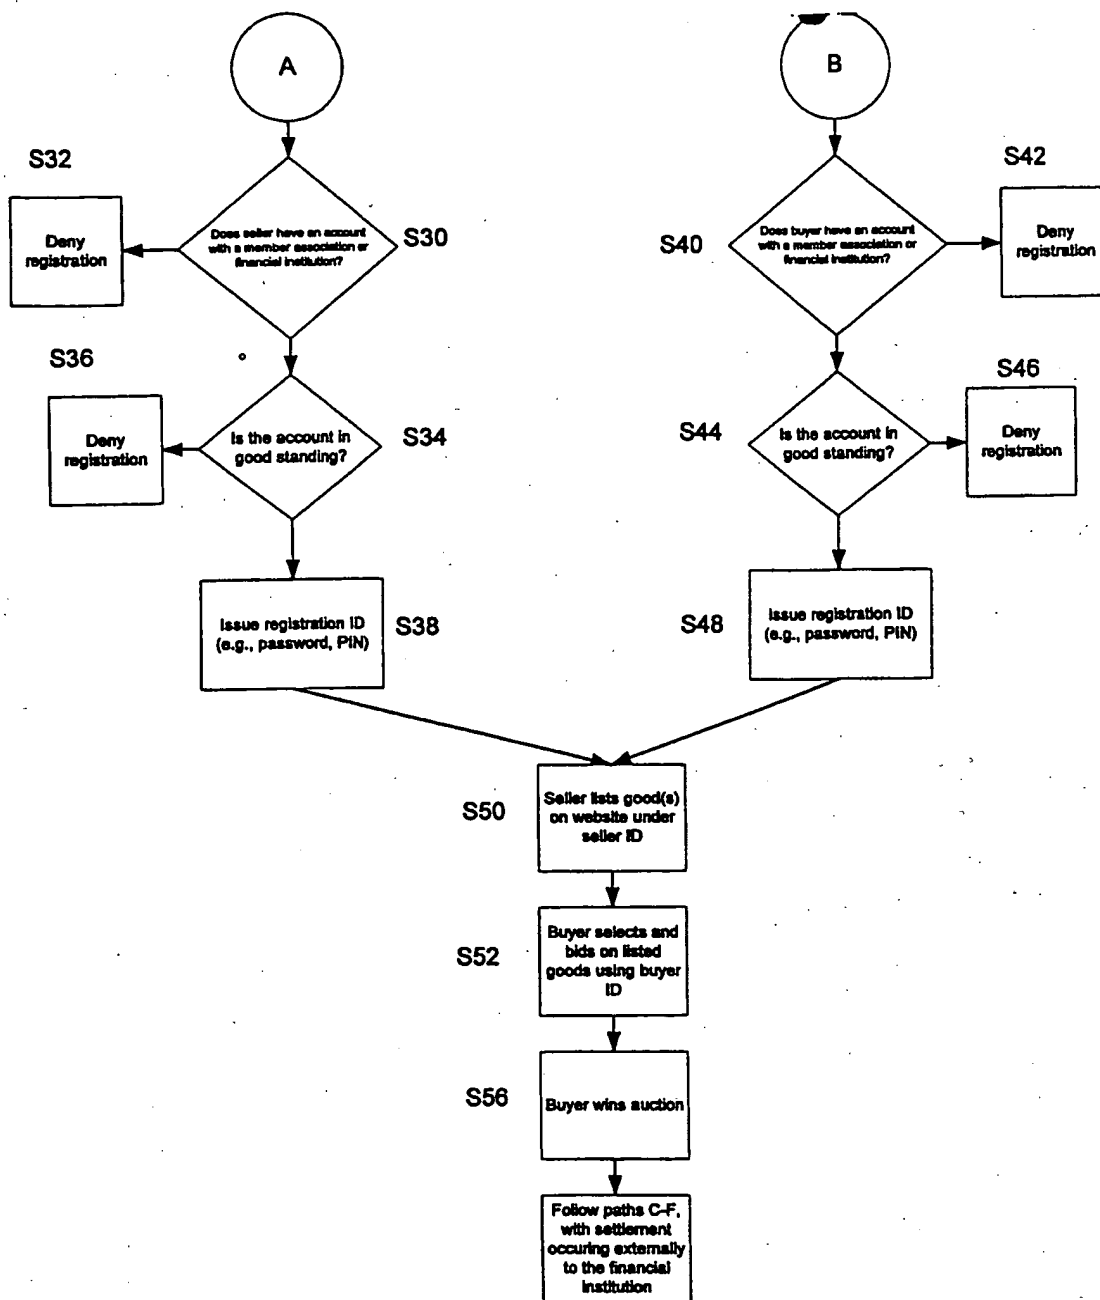 A
B
S32
S42
Deny
registration
Does seller have an account
with a member association or
financial institution?
S30
S40
Does buyer have an account
with a member association or
financial institution?
Deny
registration
S36
S46
Deny
registration
Is the account in
good standing?
S34
S44
Is the account in
good standing?
Deny
registration
Issue registration ID
(e.g., password, PIN)
S38
S48
Issue registration ID
(e.g., password, PIN)
S50
Seller lists good(s)
on website under
seller ID
S52
Buyer selects and
bids on listed
goods using buyer
ID
S56
Buyer wins auction
Follow paths C-F,
with settlement
occuring externally
to the financial
institution